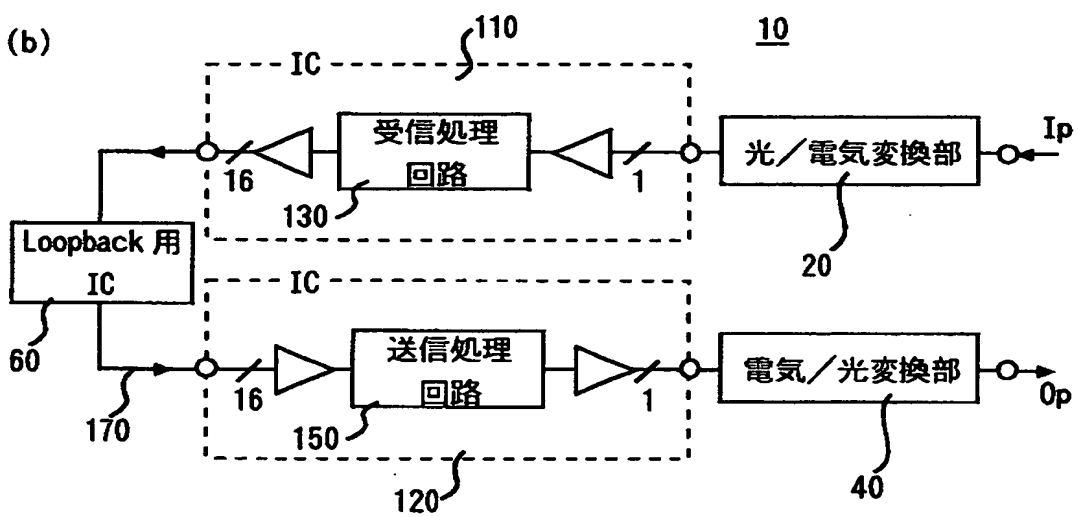 (b)
110
10
IC
受信処理
回路
16
1
130
光／電気変換部
20
Ip
Loopback 用
IC
60
IC
送信処理
回路
16
1
150
170
120
電気／光変換部
40
Op